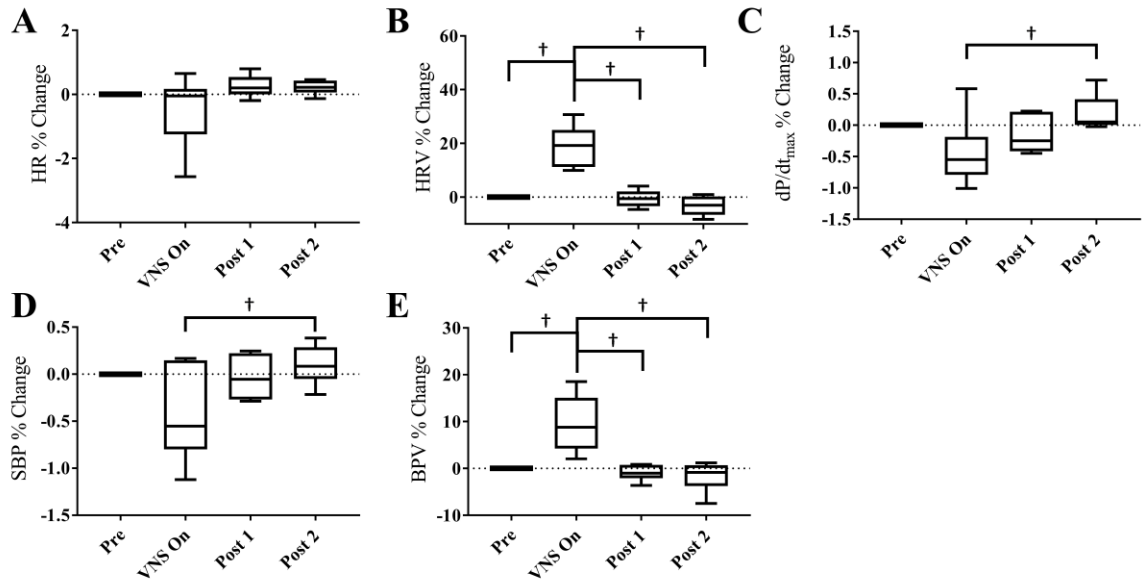 A
HR % Change
2
0
-2
-4
Pre
VNS On
Post 1
Post 2
B
HRV % Change
60
40
20
0
†
†
†
Pre
VNS On
Post 1
Post 2
C
dP/dtmax % Change
1.5
1.0
0.5
0.0
-0.5
-1.0
-1.5
†
Pre
VNS On
Post 1
Post 2
D
SBP % Change
0.5
0.0
-0.5
-1.0
-1.5
†
Pre
VNS On
Post 1
Post 2
E
BPV % Change
30
20
10
0
-10
†
†
†
Pre
VNS On
Post 1
Post 2